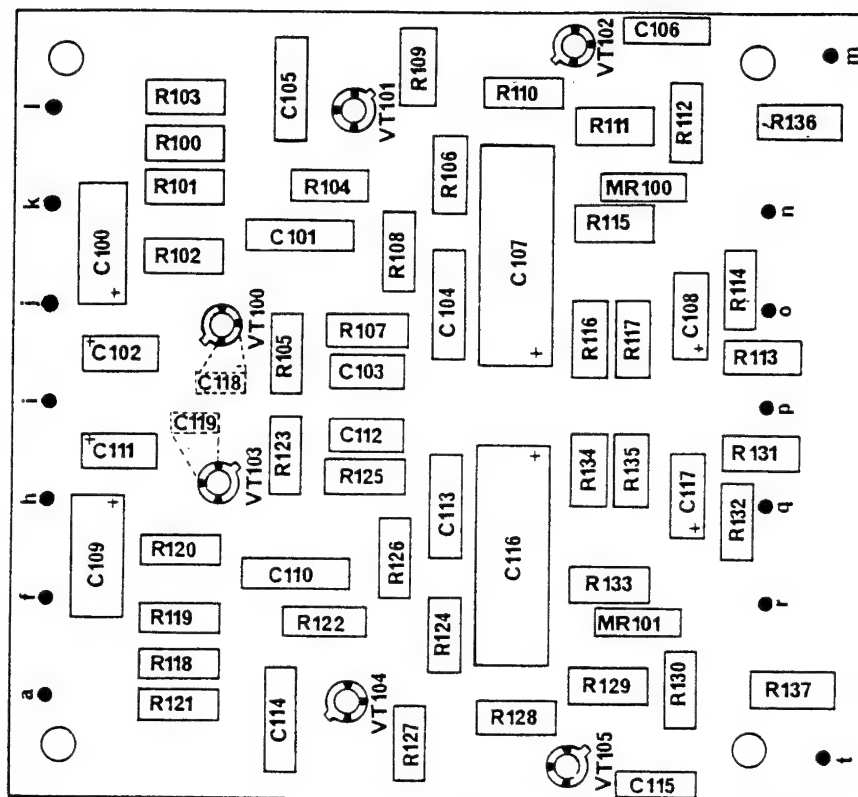 VT102
C106
m
R109
C105
R103
l
VT101
R110
R112
R111
R136
R100
R106
R101
R104
MR100
k
n
C100
C101
R108
R115
R102
C107
R114
C104
C108
j
o
VT100
R105
R107
R116
R117
C102
R113
C118
C103
i
p
C119
C111
C112
R123
R131
VT103
R125
R134
R135
C117
h
q
C109
C113
R132
R120
R126
C116
C110
R133
f
r
R119
R122
R124
MR101
R118
a
R121
C114
VT104
R129
R130
R137
R127
R128
VT105
C115
t